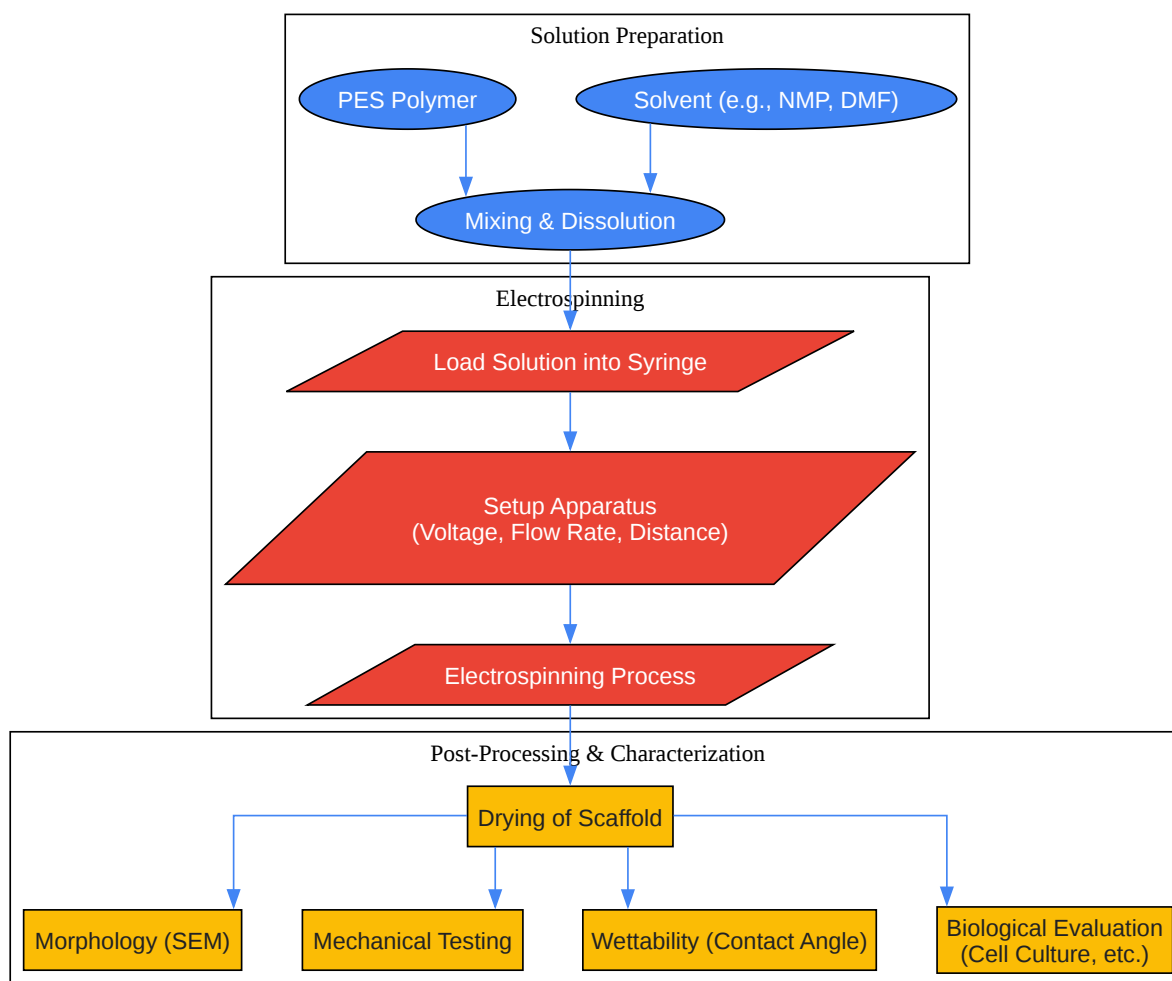 Solution Preparation
PES Polymer
Solvent (e.g., NMP, DMF)
Mixing & Dissolution
Electrospinning
Load Solution into Syringe
Setup Apparatus
(Voltage, Flow Rate, Distance)
Electrospinning Process
Post-Processing & Characterization
Drying of Scaffold
Morphology (SEM)
Mechanical Testing
Wettability (Contact Angle)
Biological Evaluation
(Cell Culture, etc.)